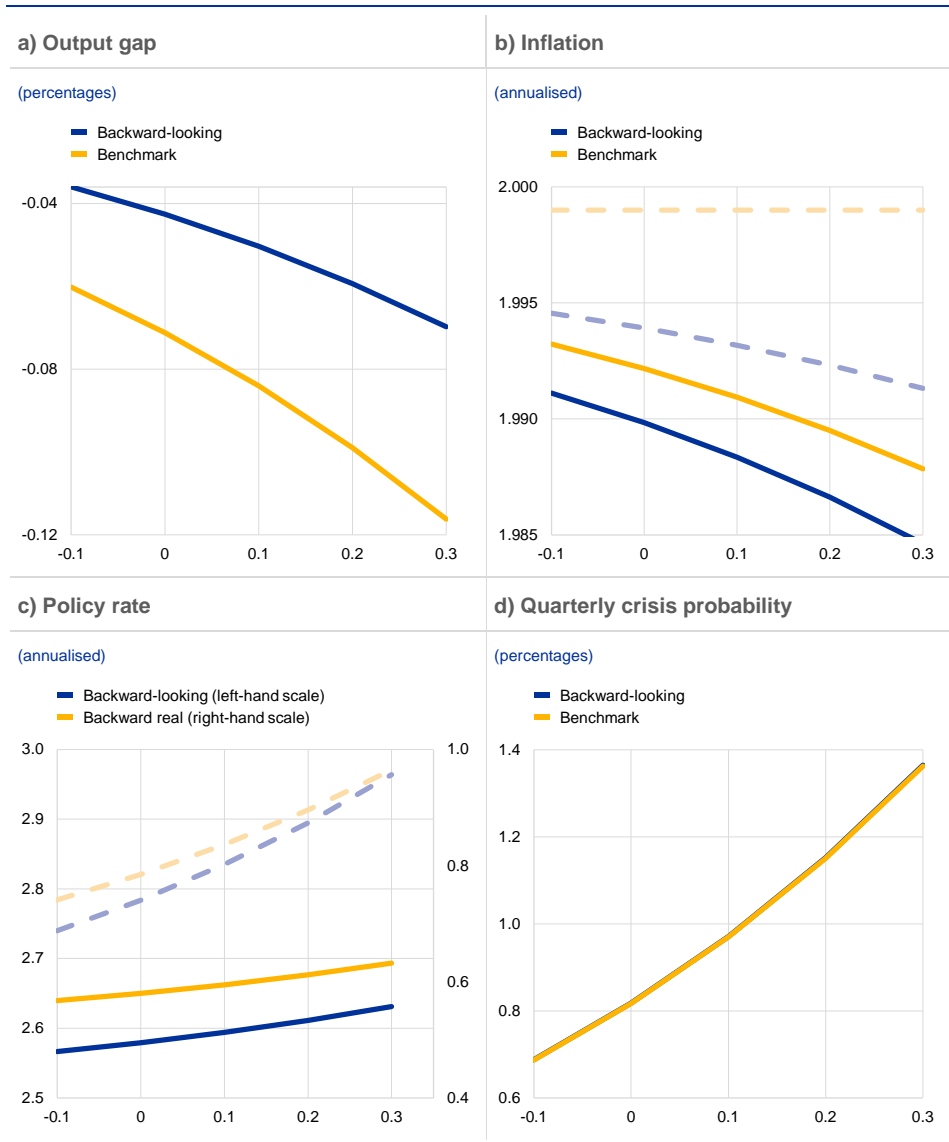 a) Output gap
(percentages)
Backward-looking
Benchmark
-0.04
-0.08
-0.12
-0.1 0 0.1 0.2 0.3
b) Inflation
(annualised)
Backward-looking
Benchmark
2.000
1.995
1.990
1.985
-0.1 0 0.1 0.2 0.3
c) Policy rate
(annualised)
Backward-looking (left-hand scale)
Backward real (right-hand scale)
3.0 1.0
2.9
2.8 0.8
2.7
2.6 0.6
2.5 0.4
-0.1 0 0.1 0.2 0.3
d) Quarterly crisis probability
(percentages)
Backward-looking
Benchmark
1.4
1.2
1.0
0.8
0.6
-0.1 0 0.1 0.2 0.3